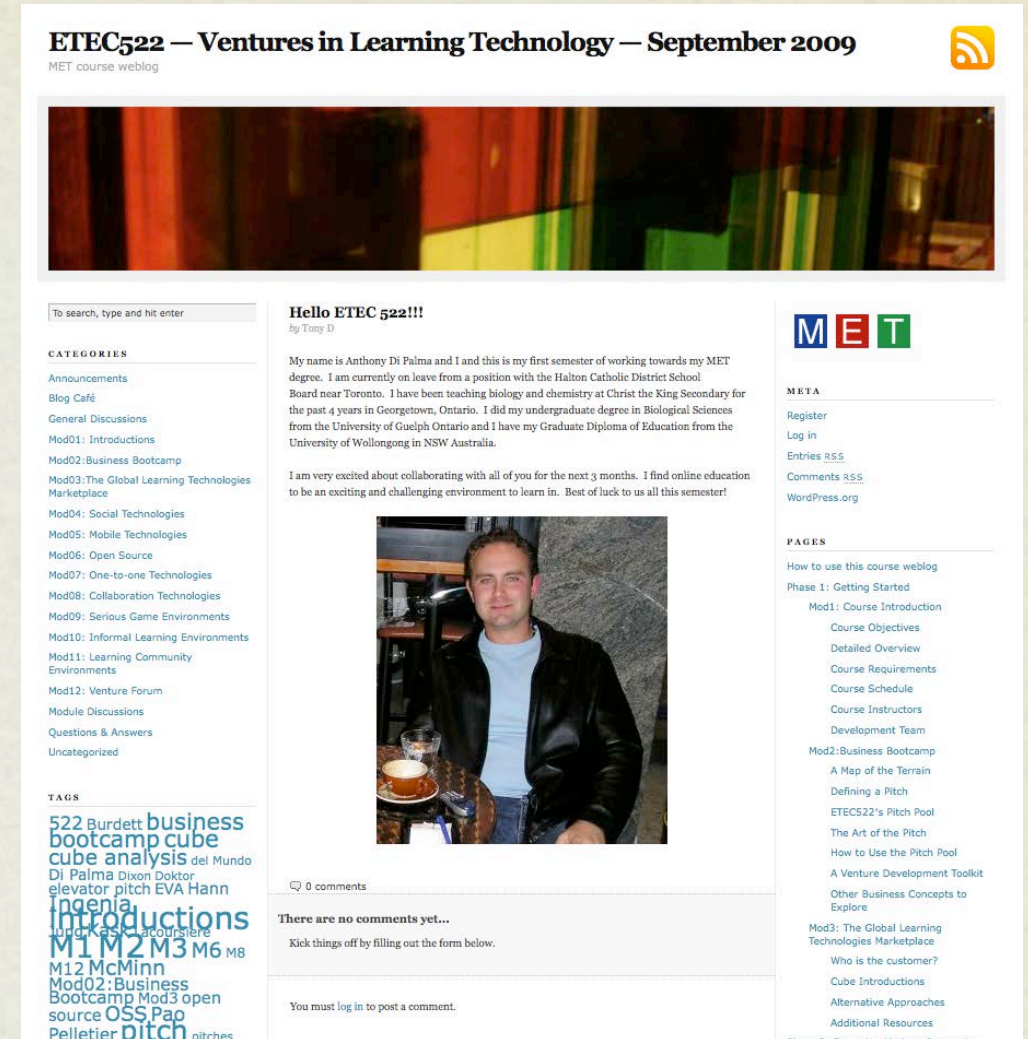 ETEC522 — Ventures in Learning Technology — September 2009
MET course weblog
To search, type and hit enter
CATEGORIES
Announcements
Blog Café
General Discussions
Mod01: Introductions
Mod02:Business Bootcamp
Mod03:The Global Learning Technologies
Marketplace
Mod04: Social Technologies
Mod05: Mobile Technologies
Mod06: Open Source
Mod07: One-to-one Technologies
Mod08: Collaboration Technologies
Mod09: Serious Game Environments
Mod10: Informal Learning Environments
Mod11: Learning Community
Environments
Mod12: Venture Forum
Module Discussions
Questions & Answers
Uncategorized
TAGS
522 Burdett business
bootcamp cube
cube analysis del Mundo
Di Palma Dixon Doktor
elevator pitch EVA Hann
Ingenia
Introductions
Jung Kask Lacoursiere
M1 M2 M3 M6 M8
M12 McMinn
Mod02:Business
Bootcamp Mod3 open
source OSS Pao
Pelletier pitch pitches
Hello ETEC 522!!!
by Tony D
My name is Anthony Di Palma and I and this is my first semester of working towards my MET
degree. I am currently on leave from a position with the Halton Catholic District School
Board near Toronto. I have been teaching biology and chemistry at Christ the King Secondary for
the past 4 years in Georgetown, Ontario. I did my undergraduate degree in Biological Sciences
from the University of Guelph Ontario and I have my Graduate Diploma of Education from the
University of Wollongong in NSW Australia.
I am very excited about collaborating with all of you for the next 3 months. I find online education
to be an exciting and challenging environment to learn in. Best of luck to us all this semester!
0 comments
There are no comments yet...
Kick things off by filling out the form below.
You must log in to post a comment.
MET
META
Register
Log in
Entries RSS
Comments RSS
WordPress.org
PAGES
How to use this course weblog
Phase 1: Getting Started
Mod1: Course Introduction
Course Objectives
Detailed Overview
Course Requirements
Course Schedule
Course Instructors
Development Team
Mod2:Business Bootcamp
A Map of the Terrain
Defining a Pitch
ETEC522's Pitch Pool
The Art of the Pitch
How to Use the Pitch Pool
A Venture Development Toolkit
Other Business Concepts to
Explore
Mod3: The Global Learning
Technologies Marketplace
Who is the customer?
Cube Introductions
Alternative Approaches
Additional Resources